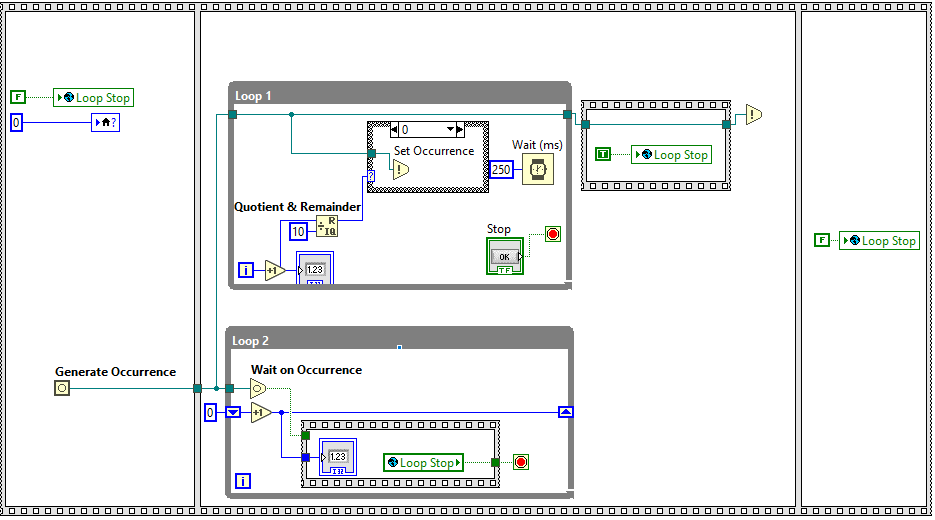 F
Loop Stop
0
?
Loop 1
0
Set Occurrence
!
Wait (ms)
250
?
!
T
Loop Stop
Quotient & Remainder
R
IQ
10
i
+1
1.23
Stop
OK
TF
F
Loop Stop
Loop 2
Generate Occurrence
Wait on Occurrence
0
+1
1.23
Loop Stop
i